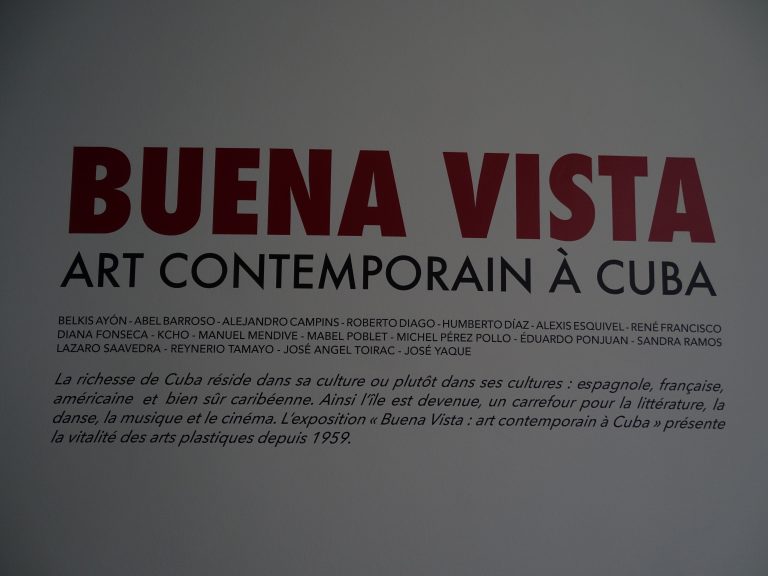 BUENA VISTA
ART CONTEMPORAIN À CUBA
BELKIS AYÓN - ABEL BARROSO - ALEJANDRO CAMPINS - ROBERTO DIAGO - HUMBERTO DÍAZ - ALEXIS ESQUIVEL - RENÉ FRANCISCO
DIANA FONSECA - KCHO - MANUEL MENDIVE - MABEL POBLET - MICHEL PÉREZ POLLO - ÉDUARDO PONJUAN - SANDRA RAMOS
LAZARO SAAVEDRA - REYNERIO TAMAYO - JOSÉ ANGEL TOIRAC - JOSÉ YAQUE
La richesse de Cuba réside dans sa culture ou plutôt dans ses cultures : espagnole, française,
américaine et bien sûr caribéenne. Ainsi l'île est devenue, un carrefour pour la littérature, la
danse, la musique et le cinéma. L'exposition « Buena Vista : art contemporain à Cuba » présente
la vitalité des arts plastiques depuis 1959.